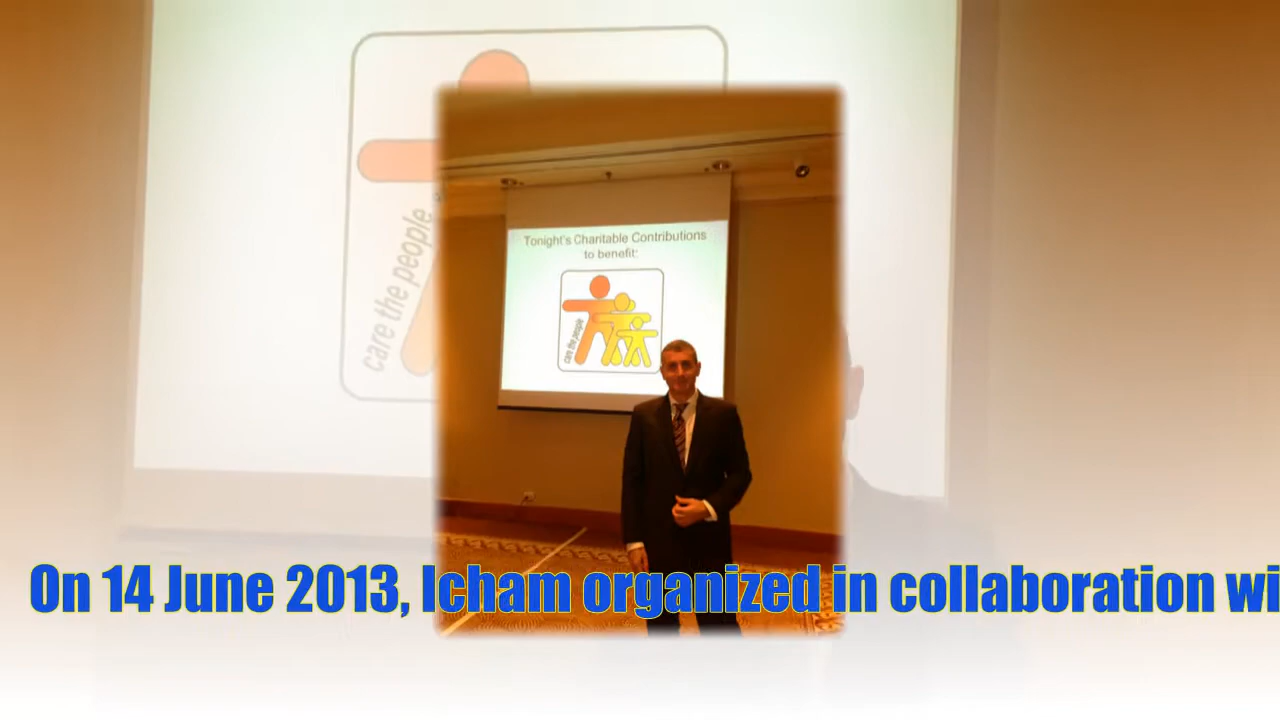 care the people
Tonight's Charitable Contributions
to benefit:
care the people
On 14 June 2013, Icham organized in collaboration wi